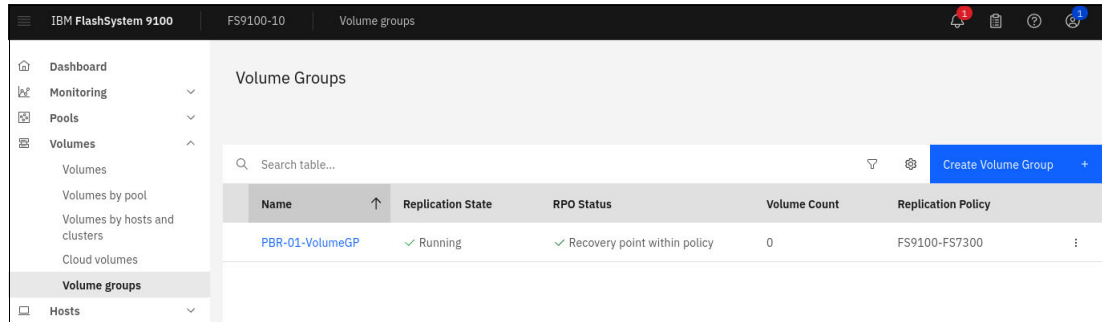 IBM FlashSystem 9100 FS9100-10 Volume groups 1 1
Dashboard
Monitoring
Pools
Volumes
Volumes
Volumes by pool
Volumes by hosts and
clusters
Cloud volumes
Volume groups
Hosts
Volume Groups
Search table...
Create Volume Group +
Name Replication State RPO Status Volume Count Replication Policy
PBR-01-VolumeGP Running Recovery point within policy 0 FS9100-FS7300